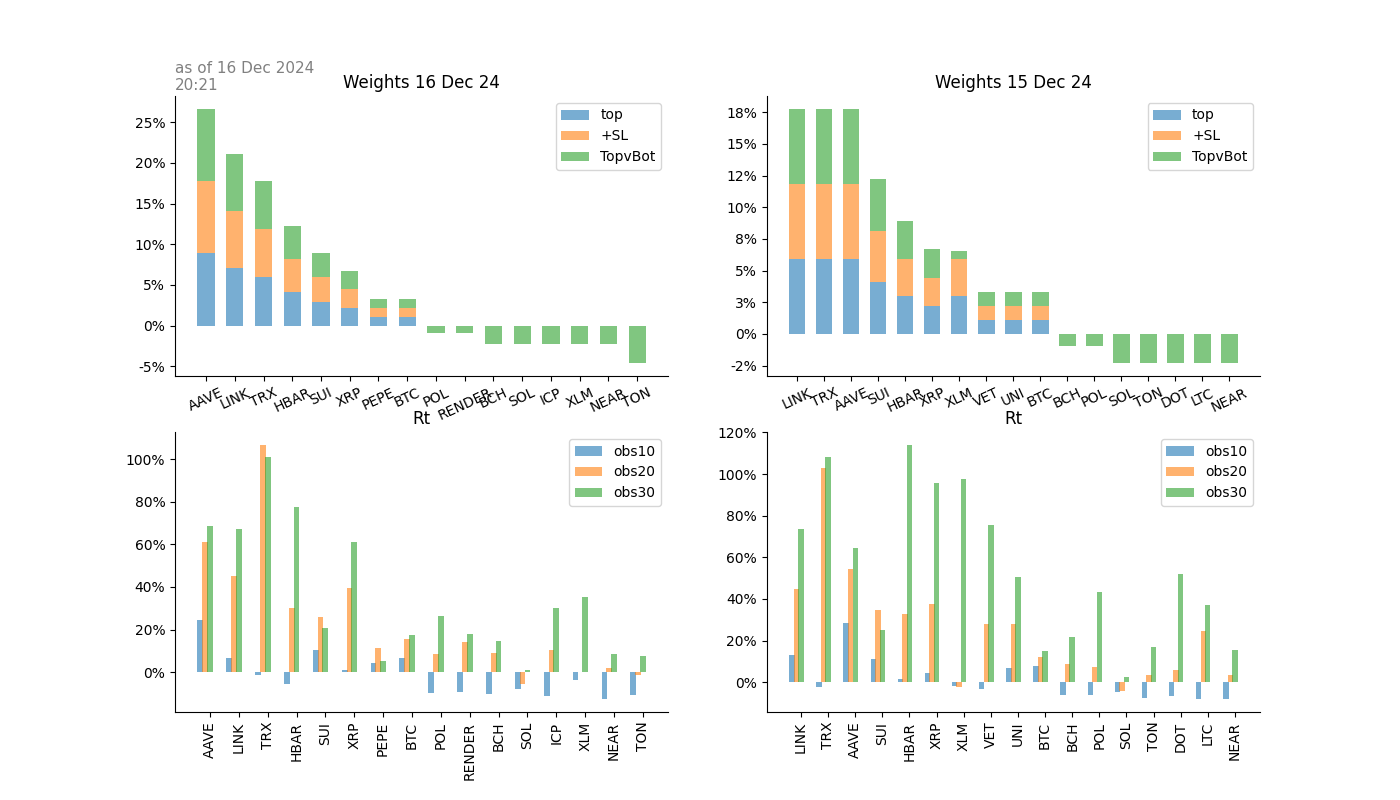 as of 16 Dec 2024
20:21
Weights 16 Dec 24
top
+SL
TopvBot
25%
20%
15%
10%
5%
0%
-5%
AAVE LINK TRX HBAR SUI XRP PEPE BTC POL RENDER BCH SOL ICP XLM NEAR TON
Weights 15 Dec 24
top
+SL
TopvBot
18%
15%
12%
10%
8%
5%
3%
0%
-2%
LINK TRX AAVE SUI HBAR XRP XLM VET UNI BTC BCH POL SOL TON DOT LTC NEAR
Rt
obs10
obs20
obs30
100%
80%
60%
40%
20%
0%
AAVE LINK TRX HBAR SUI XRP PEPE BTC POL RENDER BCH SOL ICP XLM NEAR TON
Rt
obs10
obs20
obs30
120%
100%
80%
60%
40%
20%
0%
LINK TRX AAVE SUI HBAR XRP XLM VET UNI BTC BCH POL SOL TON DOT LTC NEAR